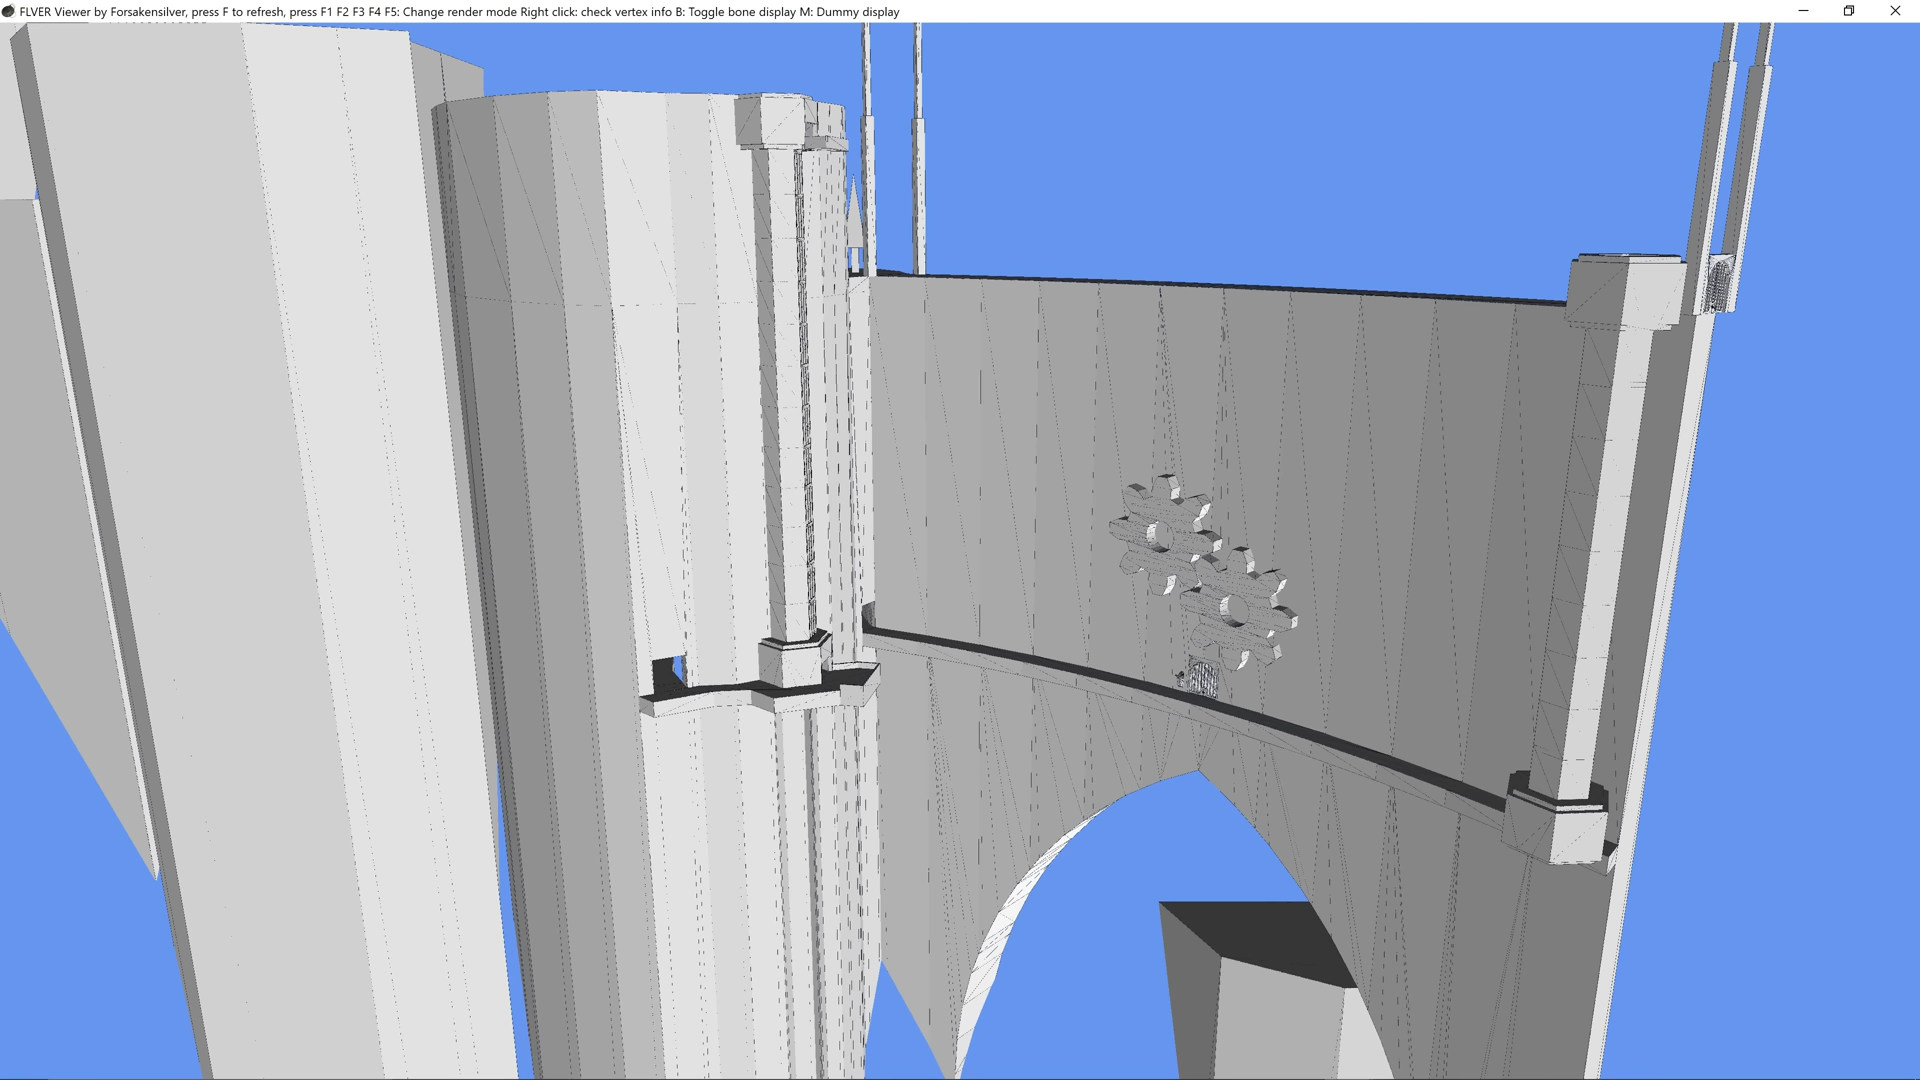 FLVER Viewer by Forsakensilver, press F to refresh, press F1 F2 F3 F4 F5: Change render mode Right click: check vertex info B: Toggle bone display M: Dummy display